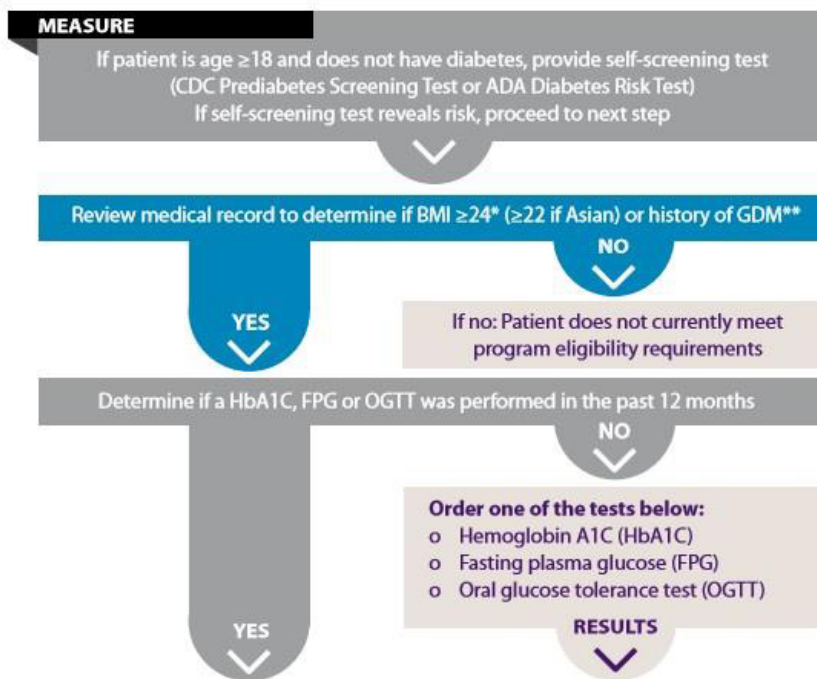 MEASURE
If patient is age ≥18 and does not have diabetes, provide self-screening test
(CDC Prediabetes Screening Test or ADA Diabetes Risk Test)
If self-screening test reveals risk, proceed to next step
Review medical record to determine if BMI ≥24* (≥22 if Asian) or history of GDM**
NO
YES
If no: Patient does not currently meet
program eligibility requirements
Determine if a HbA1C, FPG or OGTT was performed in the past 12 months
NO
Order one of the tests below:
o Hemoglobin A1C (HbA1C)
o Fasting plasma glucose (FPG)
o Oral glucose tolerance test (OGTT)
YES
RESULTS